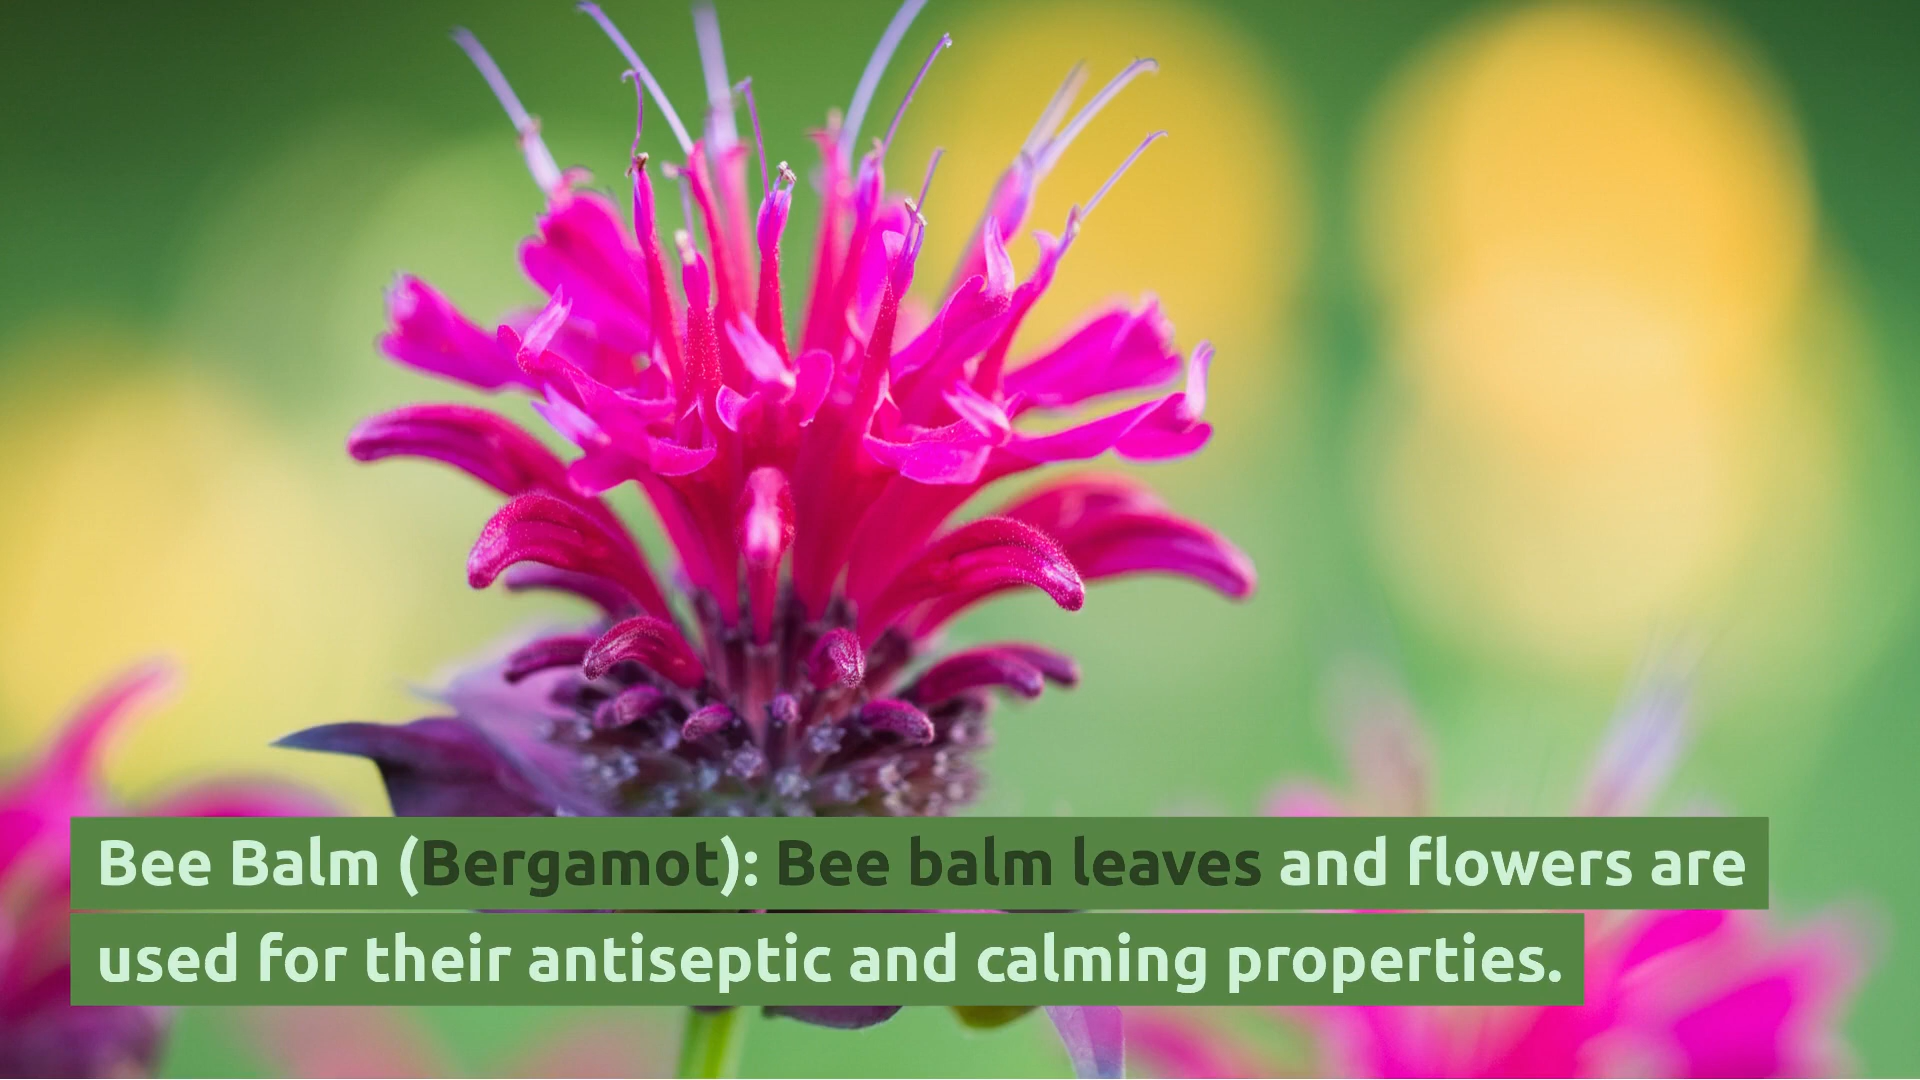 Bee Balm (Bergamot): Bee balm leaves and flowers are
used for their antiseptic and calming properties.